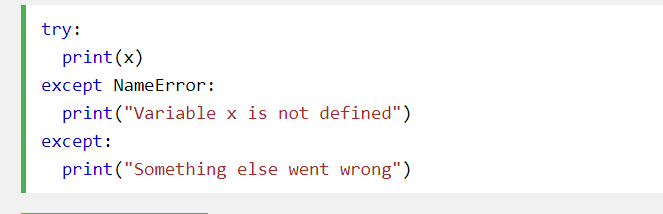 try:
  print(x)
except NameError:
  print("Variable x is not defined")
except:
  print("Something else went wrong")